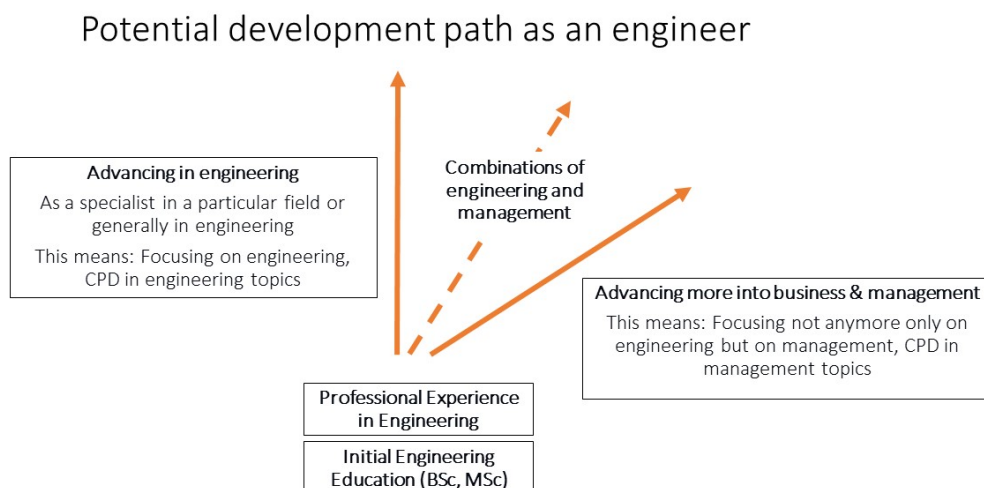 Potential development path as an engineer
Advancing in engineering
As a specialist in a particular field or
generally in engineering
This means: Focusing on engineering,
CPD in engineering topics
Combinations of
engineering and
management
Advancing more into business & management
This means: Focusing not anymore only on
engineering but on management, CPD in
management topics
Professional Experience
in Engineering
Initial Engineering
Education (BSc, MSc)